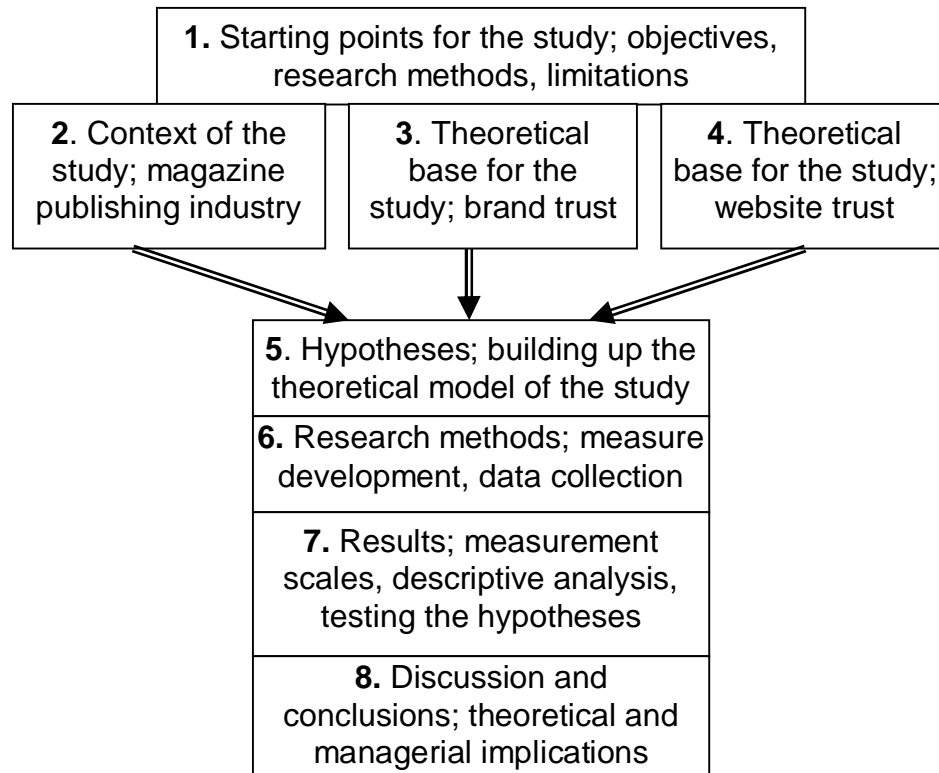 1. Starting points for the study; objectives,
research methods, limitations
2. Context of the
study; magazine
publishing industry
3. Theoretical
base for the
study; brand trust
4. Theoretical
base for the study;
website trust
5. Hypotheses; building up the
theoretical model of the study
6. Research methods; measure
development, data collection
7. Results; measurement
scales, descriptive analysis,
testing the hypotheses
8. Discussion and
conclusions; theoretical and
managerial implications